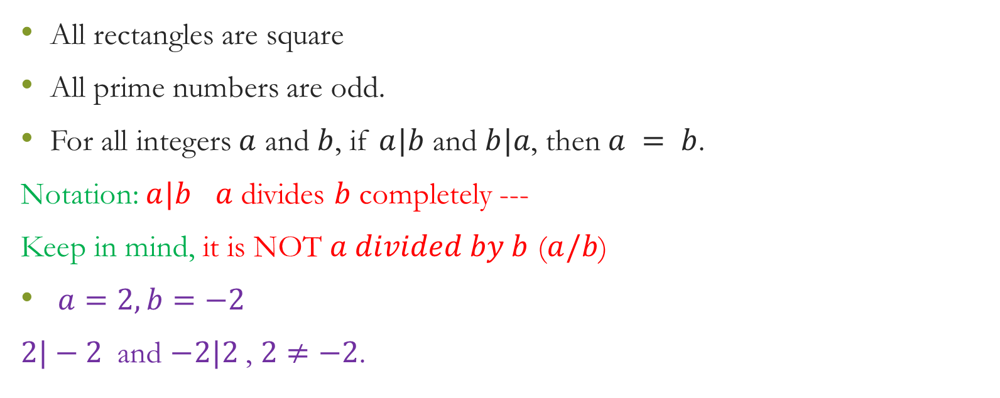 • All rectangles are square
• All prime numbers are odd.
• For all integers a and b, if a|b and b|a, then a = b.
Notation: a|b a divides b completely ---
Keep in mind, it is NOT a divided by b (a/b)
• a = 2, b = −2
2| − 2 and −2|2 , 2 ≠ −2.